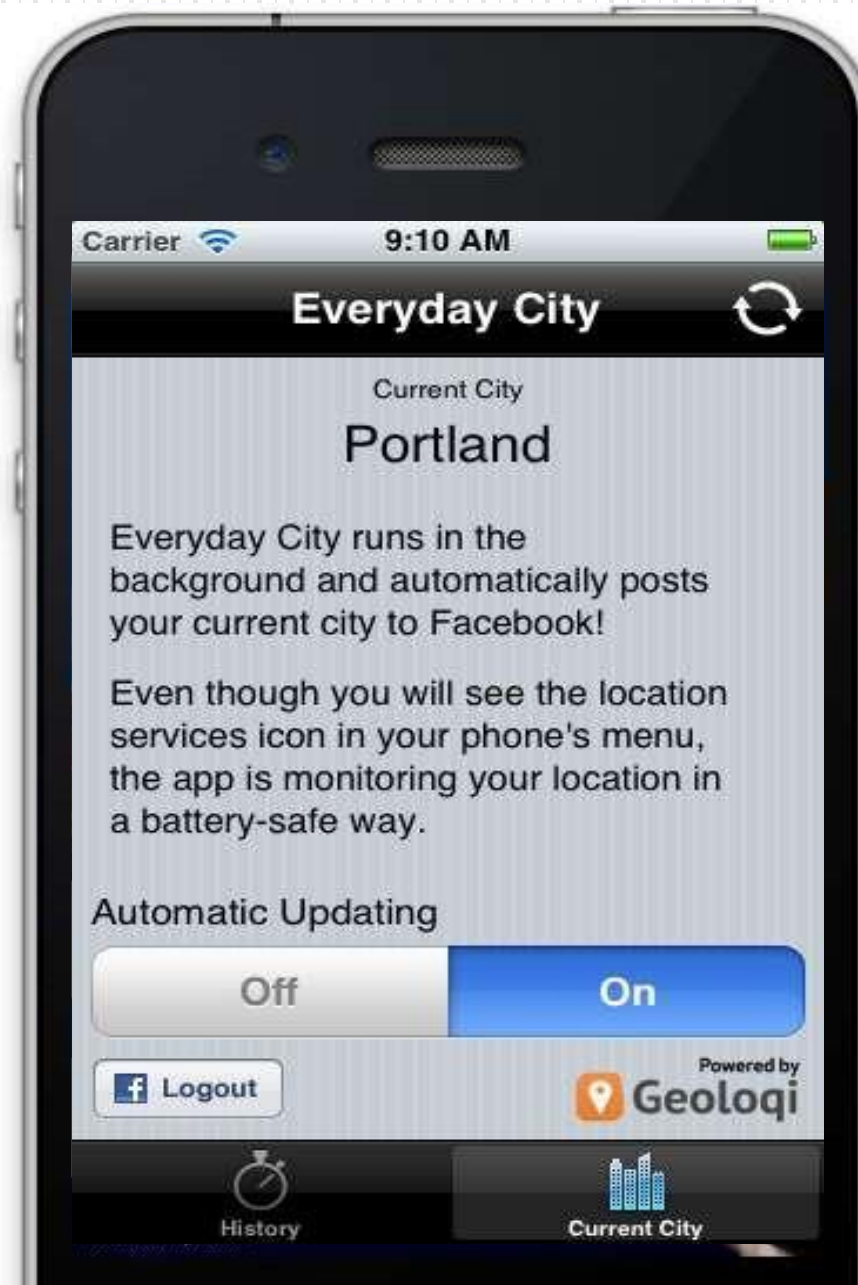 Carrier 9:10 AM
Everyday City
Current City
Portland
Everyday City runs in the
background and automatically posts
your current city to Facebook!
Even though you will see the location
services icon in your phone's menu,
the app is monitoring your location in
a battery-safe way.
Automatic Updating
Off On
f Logout
Powered by
Geoloqi
History Current City